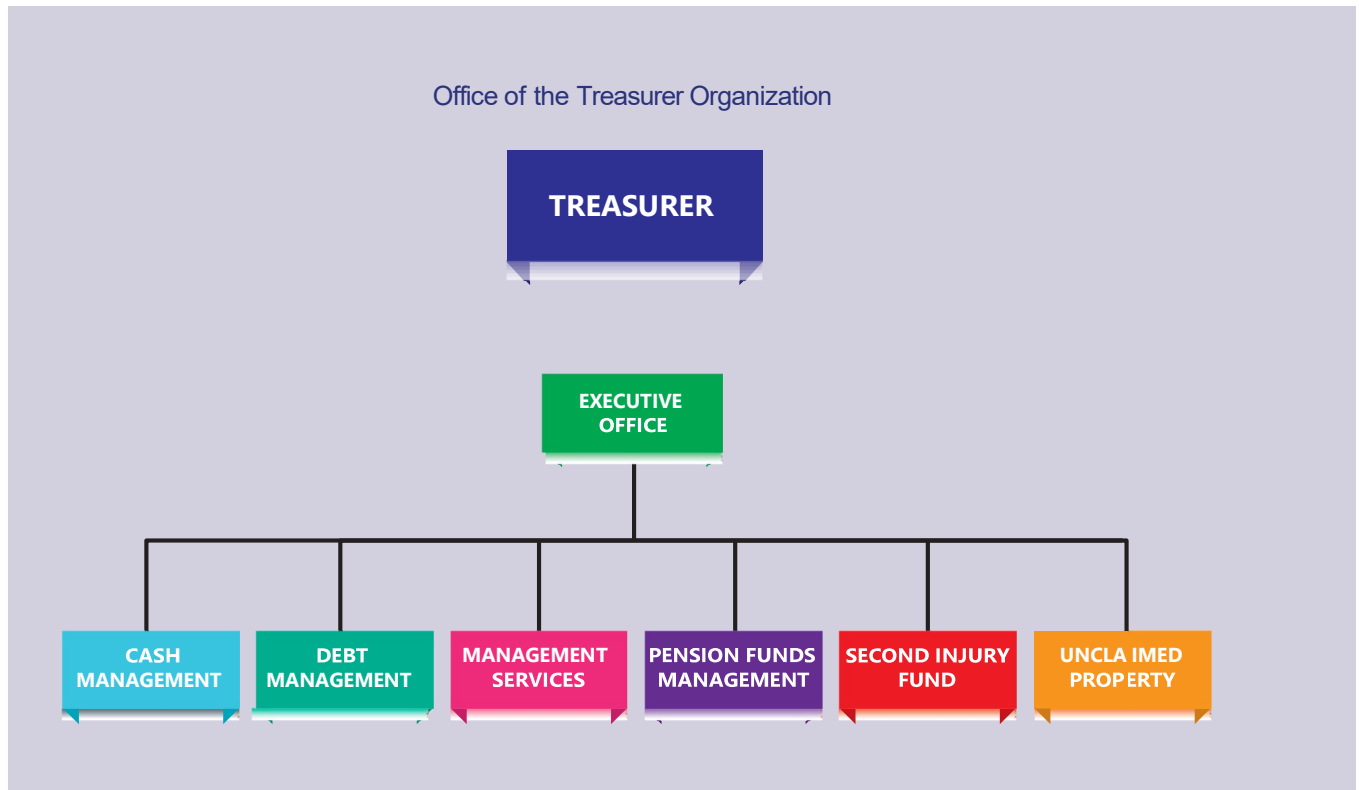 Office of the Treasurer Organization
TREASURER
EXECUTIVE
OFFICE
CASH
MANAGEMENT
DEBT
MANAGEMENT
MANAGEMENT
SERVICES
PENSION FUNDS
MANAGEMENT
SECOND INJURY
FUND
UNCLA IMED
PROPERTY